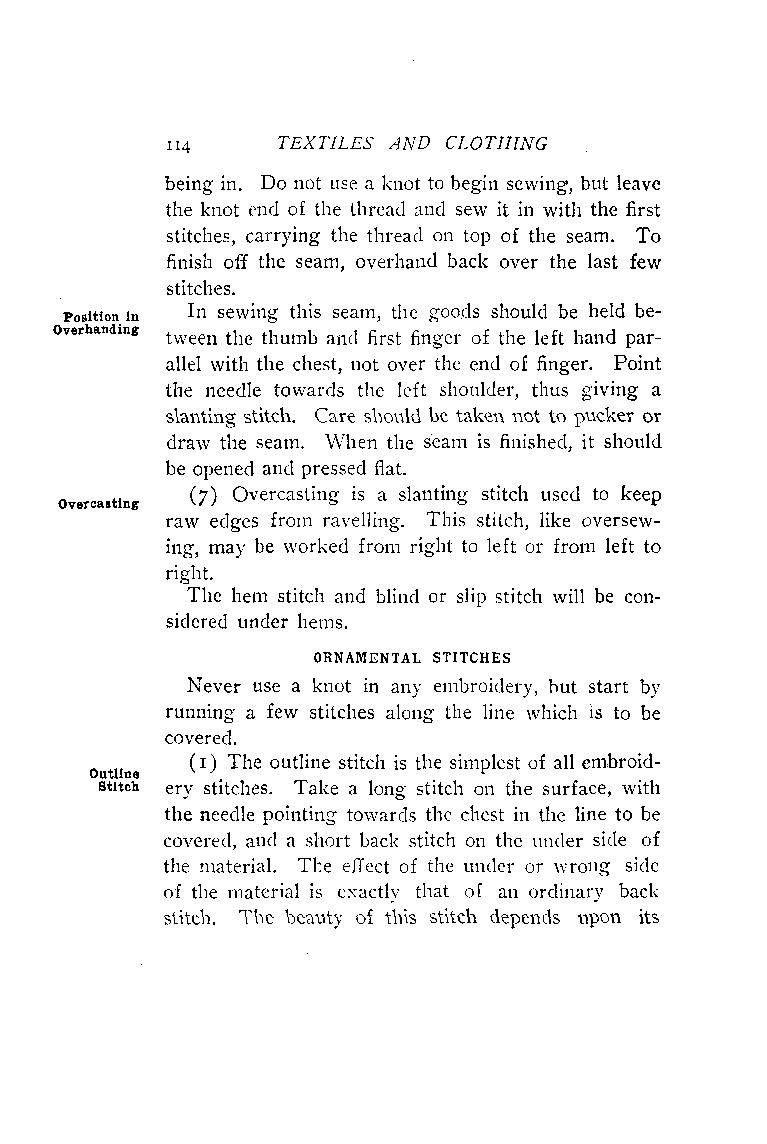 114 TEXTILES AND CLOTHING
being in. Do not use a knot to begin sewing, but leave
the knot end of the thread and sew it in with the first
stitches, carrying the thread on top of the seam. To
finish off the seam, overhand back over the last few
stitches.
Position in
Overhanding
In sewing this seam, the goods should be held be-
tween the thumb and first finger of the left hand par-
allel with the chest, not over the end of finger. Point
the needle towards the left shoulder, thus giving a
slanting stitch. Care should be taken not to pucker or
draw the seam. When the seam is finished, it should
be opened and pressed flat.
Overcasting
(7) Overcasting is a slanting stitch used to keep
raw edges from ravelling. This stitch, like oversew-
ing, may be worked from right to left or from left to
right.
The hem stitch and blind or slip stitch will be con-
sidered under hems.
ORNAMENTAL STITCHES
Never use a knot in any embroidery, but start by
running a few stitches along the line which is to be
covered.
Outline
Stitch
(1) The outline stitch is the simplest of all embroid-
ery stitches. Take a long stitch on the surface, with
the needle pointing towards the chest in the line to be
covered, and a short back stitch on the under side of
the material. The effect of the under or wrong side
of the material is exactly that of an ordinary back
stitch. The beauty of this stitch depends upon its